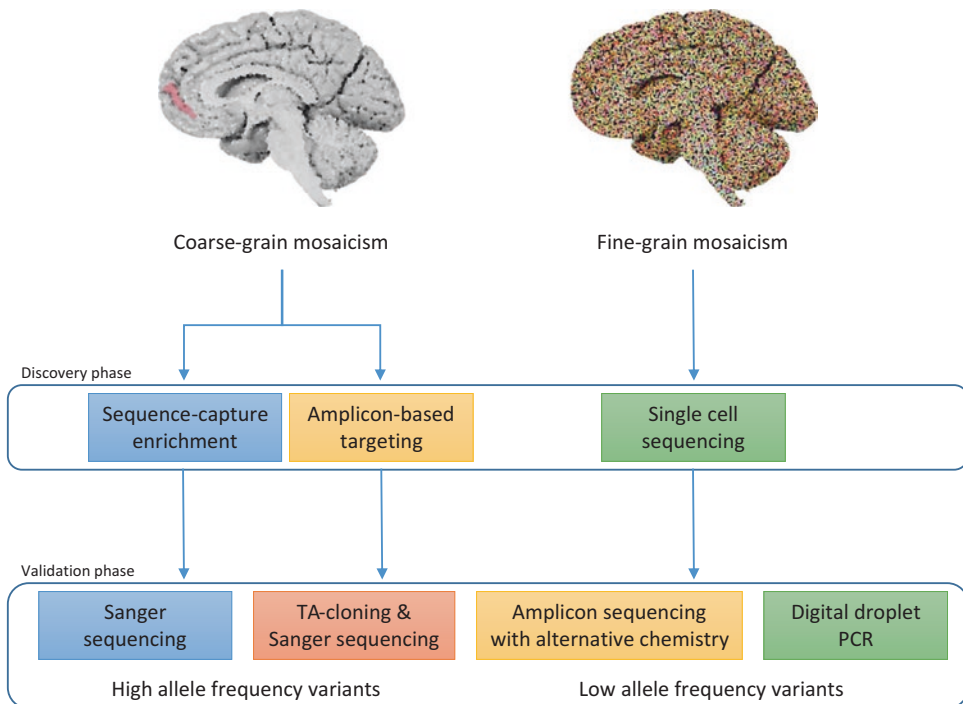 Coarse-grain mosaicism
Fine-grain mosaicism
Discovery phase
Sequence-capture
enrichment
Amplicon-based
targeting
Single cell
sequencing
Validation phase
Sanger
sequencing
TA-cloning &
Sanger sequencing
Amplicon sequencing
with alternative chemistry
Digital droplet
PCR
High allele frequency variants
Low allele frequency variants